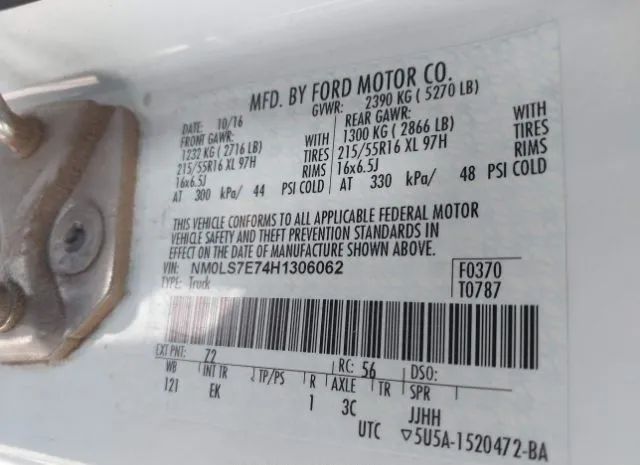 MFD. BY FORD MOTOR CO.
DATE: 10/16 GVWR: 2390 KG ( 5270 LB)
FRONT GAWR: REAR GAWR:
1232 KG ( 2716 LB) WITH 1300 KG ( 2866 LB) WITH
215/55R16 XL 97H TIRES 215/55R16 XL 97H TIRES
16x6.5J RIMS 16x6.5J RIMS
AT 300 kPa/ 44 PSI COLD AT 330 kPa/ 48 PSI COLD
THIS VEHICLE CONFORMS TO ALL APPLICABLE FEDERAL MOTOR
VEHICLE SAFETY AND THEFT PREVENTION STANDARDS IN
EFFECT ON THE DATE OF MANUFACTURE SHOWN ABOVE.
VIN: NM0LS7E74H1306062 F0370
TYPE: Truck T0787
EXT PNT: Z2 RC: 56 DSO:
WB INT TR TP/PS R AXLE TR SPR
121 EK 1 3C JJHH
UTC ▽5U5A-1520472-BA